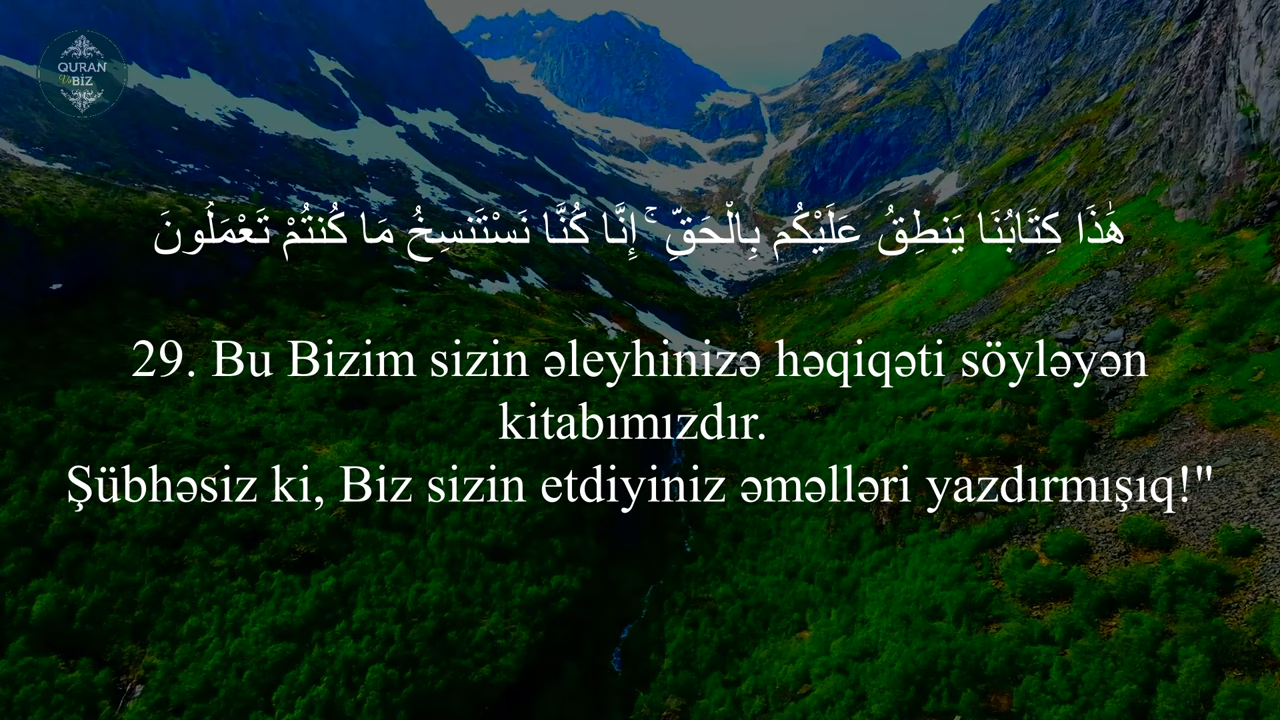 QURAN
Və
BİZ
هَٰذَا كِتَابُنَا يَنطِقُ عَلَيْكُم بِالْحَقِّ ۚ إِنَّا كُنَّا نَسْتَنسِخُ مَا كُنتُمْ تَعْمَلُونَ
29. Bu Bizim sizin əleyhinizə həqiqəti söyləyən
kitabımızdır.
Şübhəsiz ki, Biz sizin etdiyiniz əməlləri yazdırmışıq!"